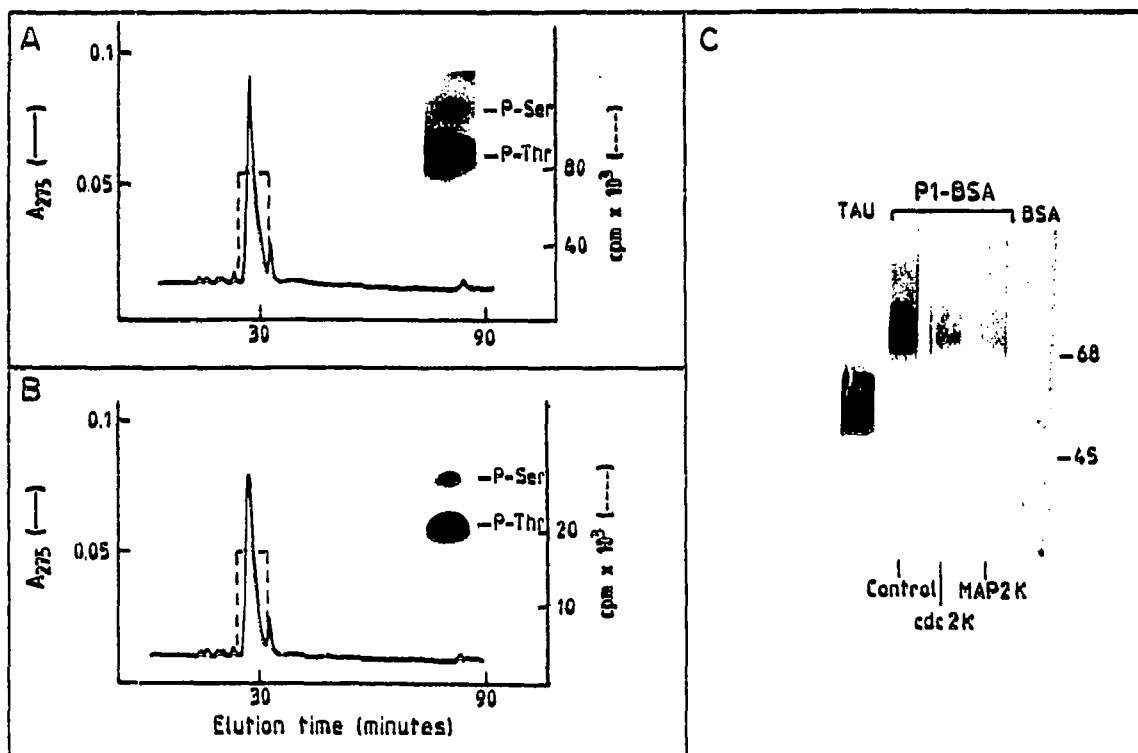 A
0.1
0.05
A275 (——)
30
90
80
40
cpm x 10³ (----)
–P-Ser
–P-Thr
B
0.1
0.05
A275 (——)
30
90
20
10
cpm x 10³ (----)
–P-Ser
–P-Thr
Elution time (minutes)
C
P1-BSA
TAU
BSA
–68
–45
Control
MAP2K
cdc2K